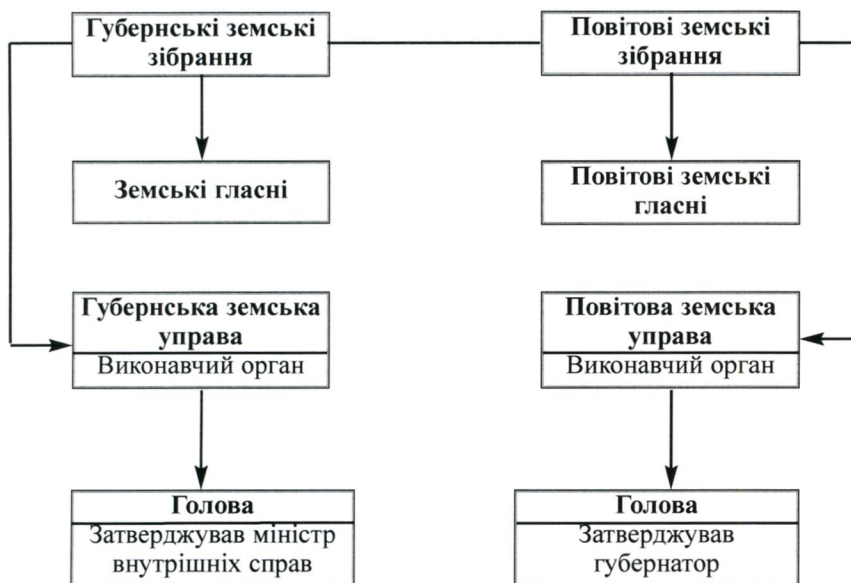 Губернські земські
зібрання
Повітові земські
зібрання
Земські гласні
Повітові земські
гласні
Губернська земська
управа
Виконавчий орган
Повітова земська
управа
Виконавчий орган
Голова
Затверджував міністр
внутрішніх справ
Голова
Затверджував
губернатор